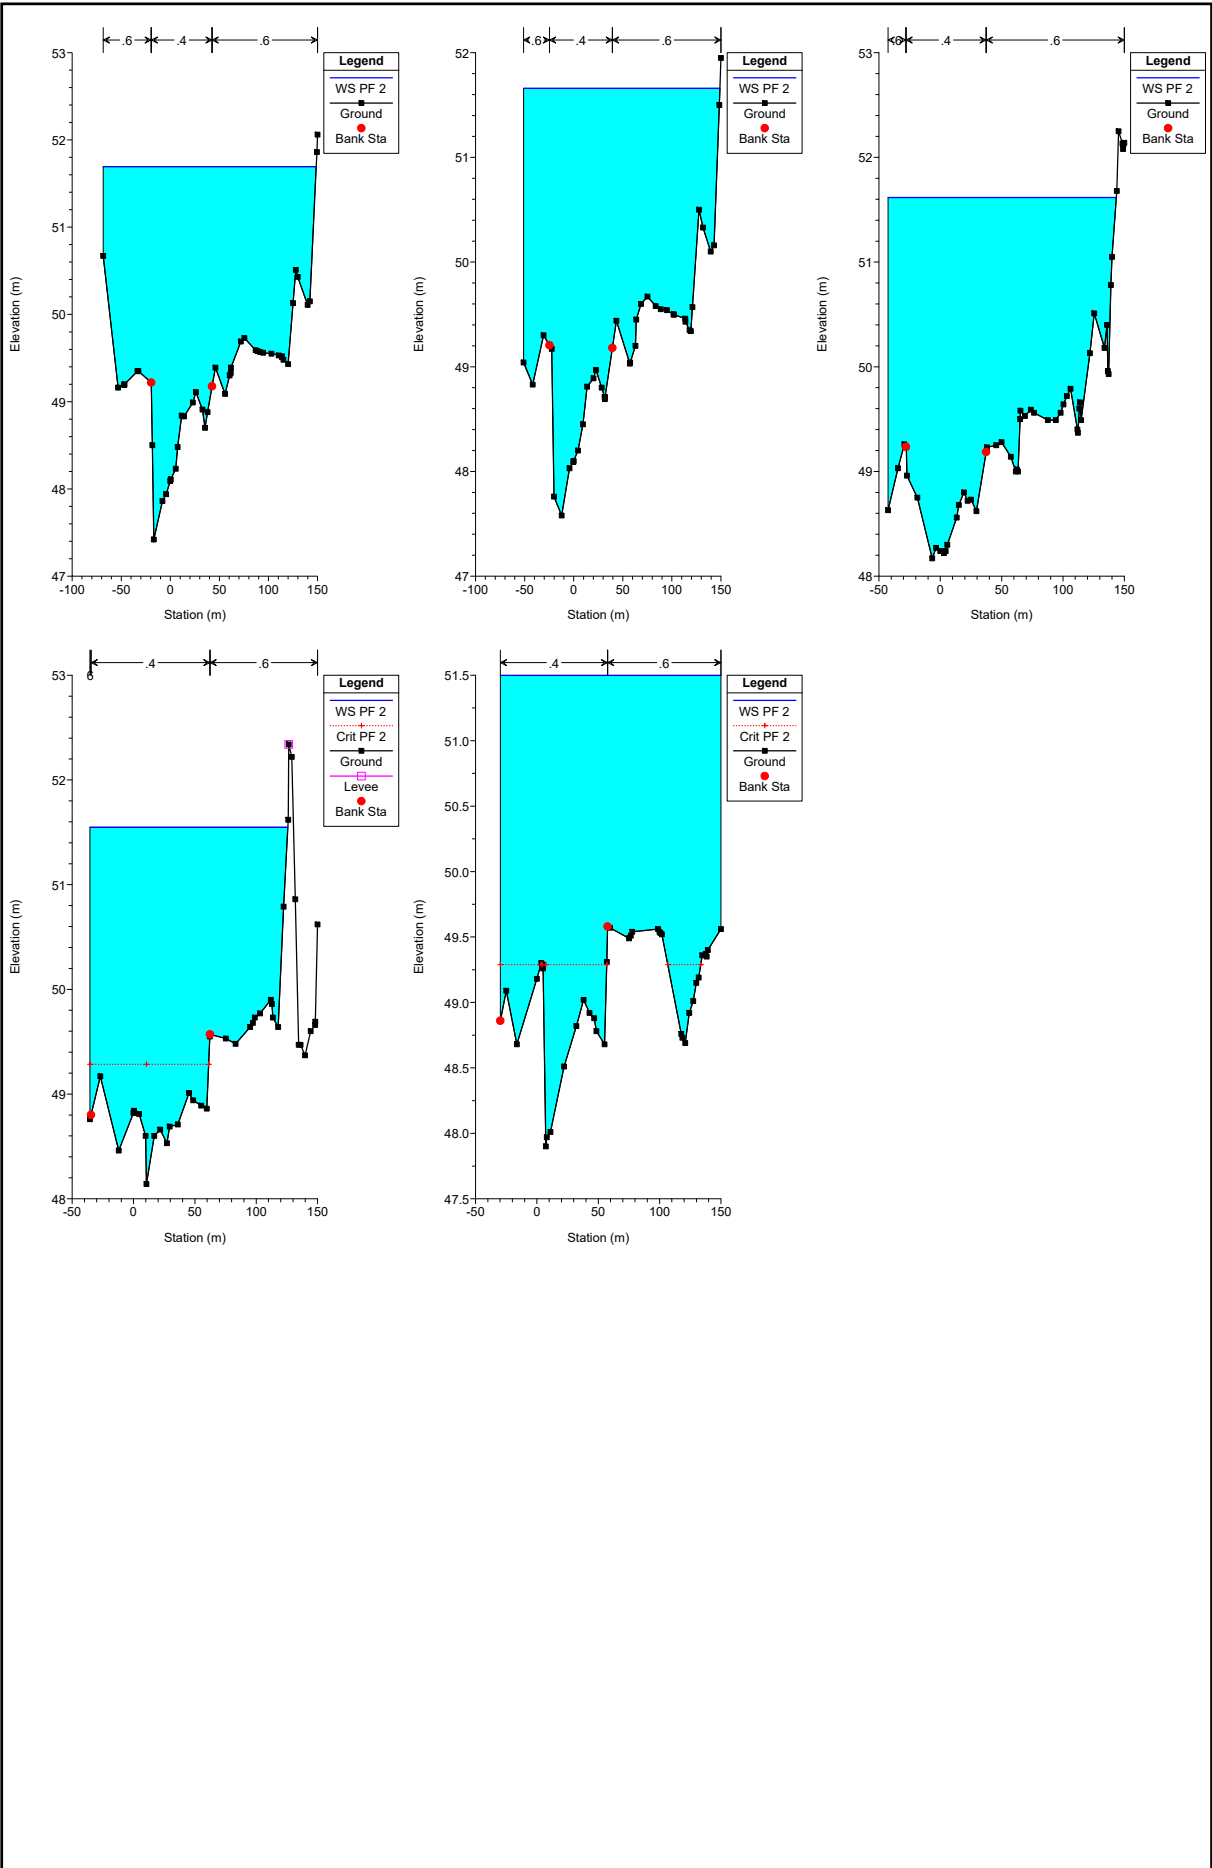 .6 .4 .6
53
52
51
50
49
48
47
-100 -50 0 50 100 150
Elevation (m)
Station (m)
Legend
WS PF 2
Ground
Bank Sta
.6 .4 .6
52
51
50
49
48
47
-100 -50 0 50 100 150
Elevation (m)
Station (m)
Legend
WS PF 2
Ground
Bank Sta
.6 .4 .6
53
52
51
50
49
48
-50 0 50 100 150
Elevation (m)
Station (m)
Legend
WS PF 2
Ground
Bank Sta
.6 .4 .6
53
52
51
50
49
48
-50 0 50 100 150
Elevation (m)
Station (m)
Legend
WS PF 2
Crit PF 2
Ground
Levee
Bank Sta
.4 .6
51.5
51.0
50.5
50.0
49.5
49.0
48.5
48.0
47.5
-50 0 50 100 150
Elevation (m)
Station (m)
Legend
WS PF 2
Crit PF 2
Ground
Bank Sta